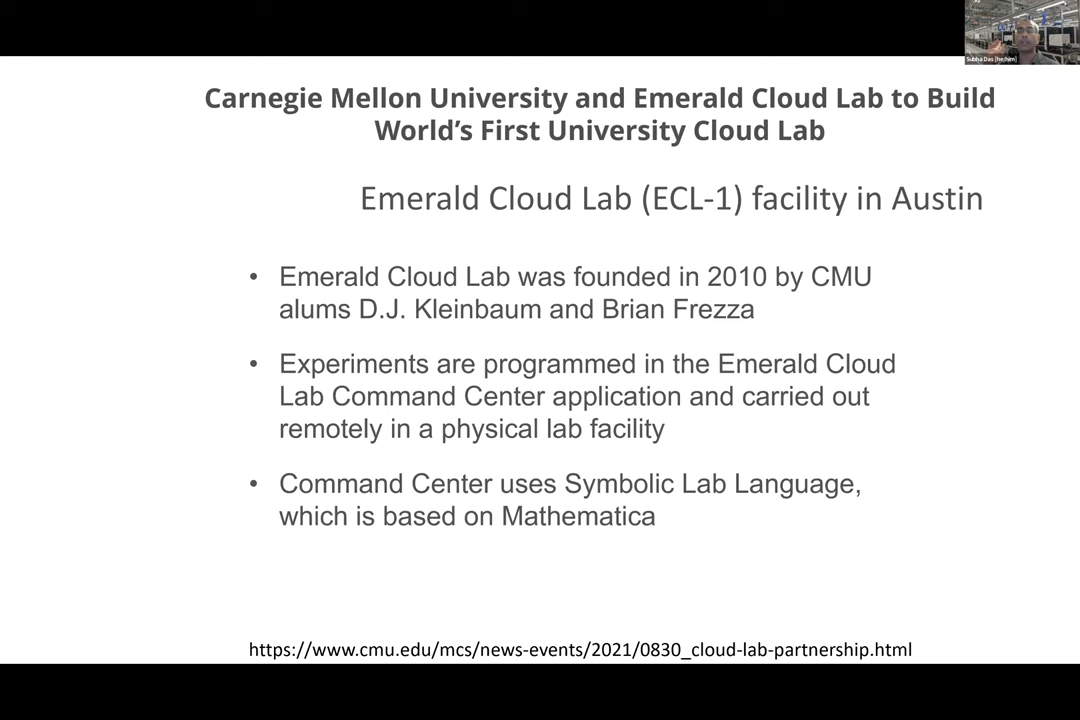 Subha Das (he/him)
Carnegie Mellon University and Emerald Cloud Lab to Build
World’s First University Cloud Lab
Emerald Cloud Lab (ECL-1) facility in Austin
• Emerald Cloud Lab was founded in 2010 by CMU
alums D.J. Kleinbaum and Brian Frezza
• Experiments are programmed in the Emerald Cloud
Lab Command Center application and carried out
remotely in a physical lab facility
• Command Center uses Symbolic Lab Language,
which is based on Mathematica
https://www.cmu.edu/mcs/news-events/2021/0830_cloud-lab-partnership.html